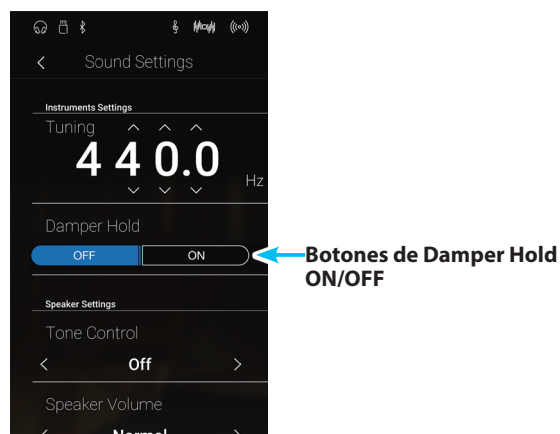 Sound Settings
Instruments Settings
Tuning
440.0
Hz
Damper Hold
OFF ON
Botones de Damper Hold
ON/OFF
Speaker Settings
Tone Control
Off
Speaker Volume
Normal